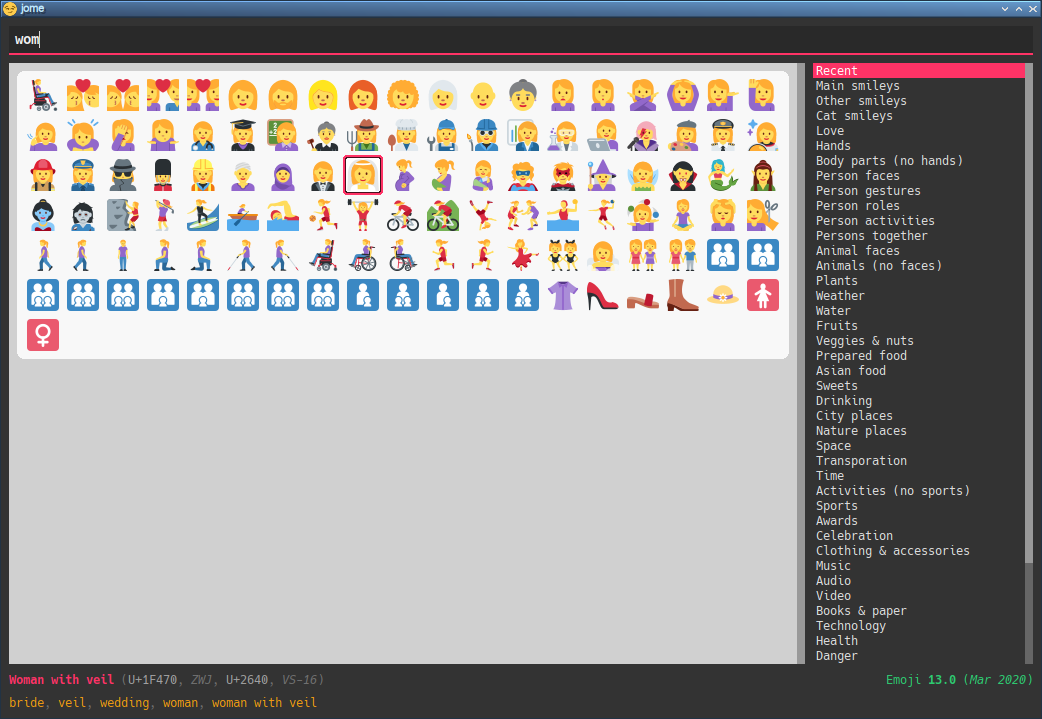 jome
wom
Recent
Main smileys
Other smileys
Cat smileys
Love
Hands
Body parts (no hands)
Person faces
Person gestures
Person roles
Person activities
Persons together
Animal faces
Animals (no faces)
Plants
Weather
Water
Fruits
Veggies & nuts
Prepared food
Asian food
Sweets
Drinking
City places
Nature places
Space
Transporation
Time
Activities (no sports)
Sports
Awards
Celebration
Clothing & accessories
Music
Audio
Video
Books & paper
Technology
Health
Danger
Woman with veil (U+1F470, ZWJ, U+2640, VS-16)
Emoji 13.0 (Mar 2020)
bride, veil, wedding, woman, woman with veil